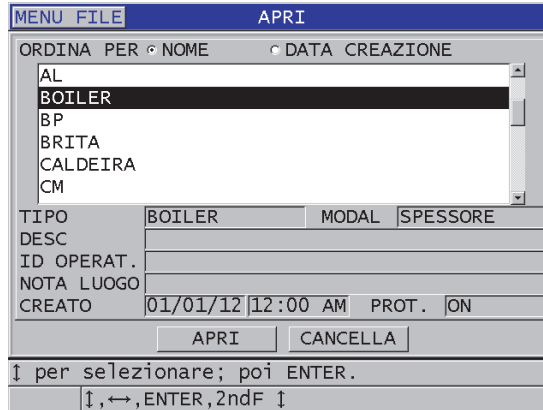 MENU FILE APRI
ORDINA PER NOME DATA CREAZIONE
AL
BOILER
BP
BRITA
CALDEIRA
CM
TIPO BOILER MODAL SPESSORE
DESC
ID OPERAT.
NOTA LUOGO
CREATO 01/01/12 12:00 AM PROT. ON
APRI CANCELLA
↕ per selezionare; poi ENTER.
↕,↔,ENTER,2ndF ↕